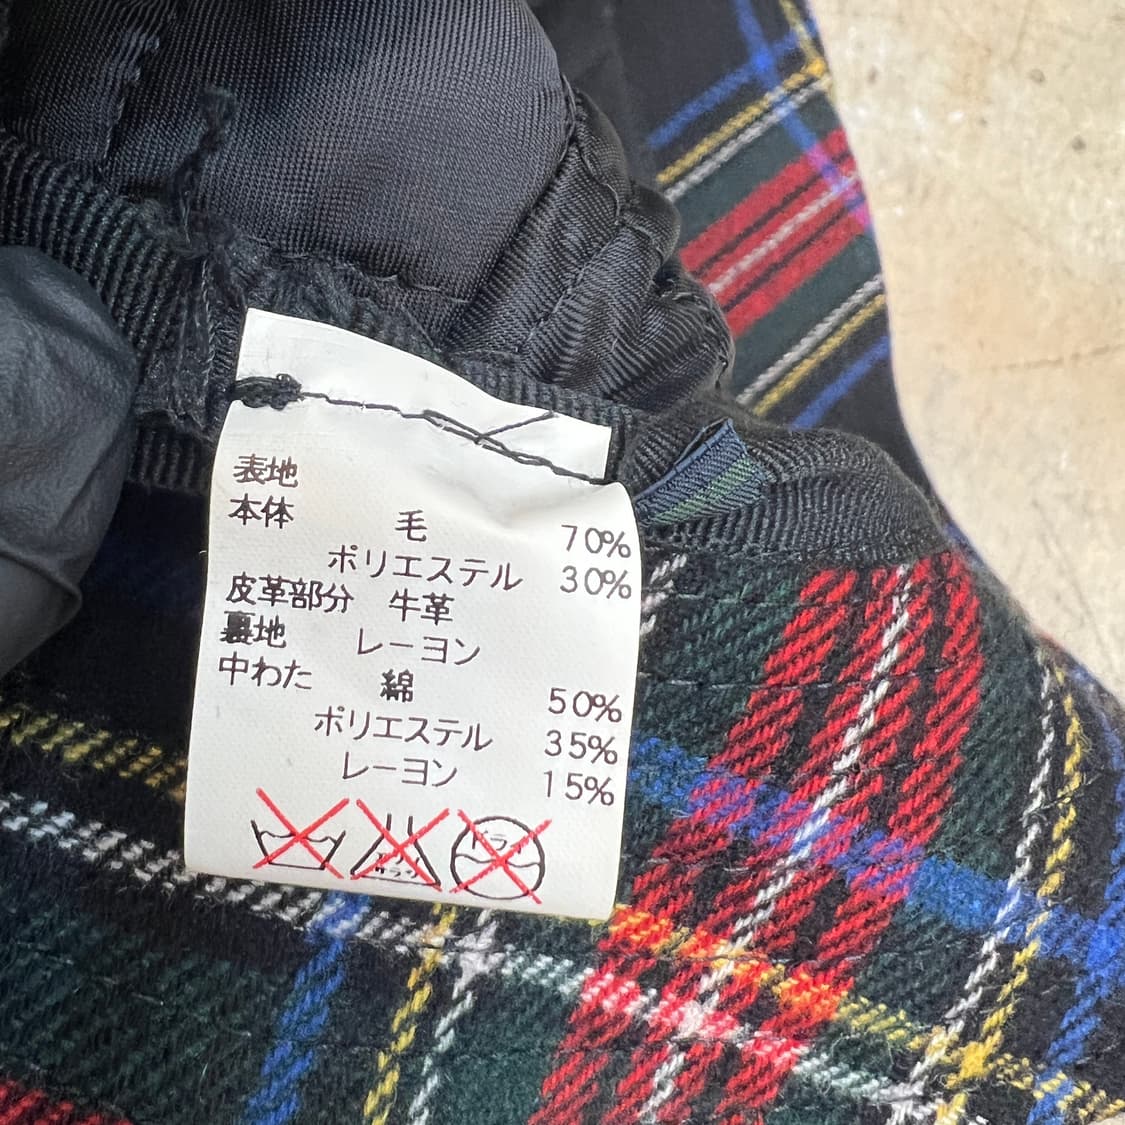 表地
本体 毛 70%
ポリエステル 30%
皮革部分 牛革
裏地 レーヨン
中わた 綿 50%
ポリエステル 35%
レーヨン 15%